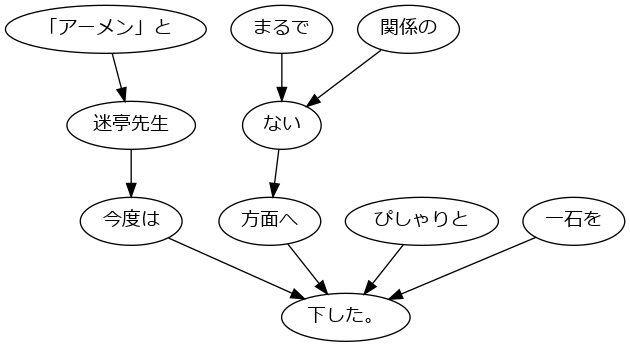 「アーメン」と
まるで
関係の
迷亭先生
ない
今度は
方面へ
ぴしゃりと
一石を
下した。